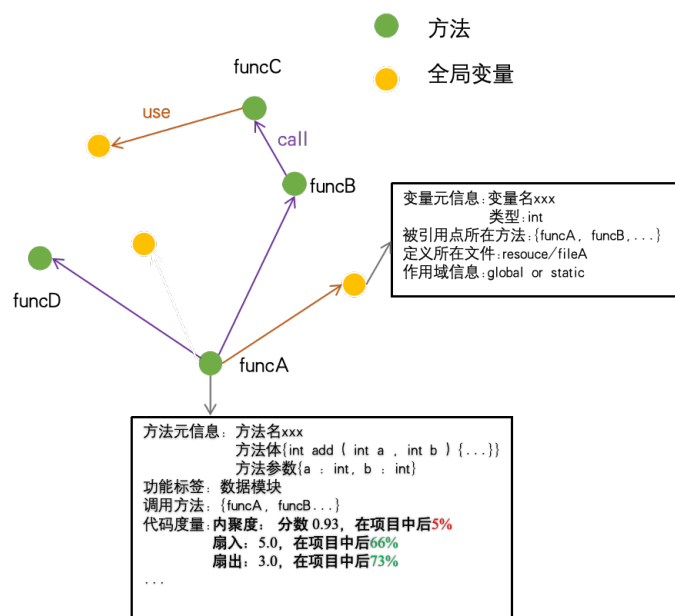 方法
全局变量
funcC
use
call
funcB
funcD
funcA
变量元信息:变量名xxx
类型:int
被引用点所在方法:{funcA, funcB,...}
定义所在文件:resouce/fileA
作用域信息:global or static
方法元信息: 方法名xxx
方法体{int add ( int a , int b ) {...}}
方法参数{a : int, b : int}
功能标签: 数据模块
调用方法: {funcA, funcB...}
代码度量:内聚度: 分数 0.93, 在项目中后5%
扇入: 5.0, 在项目中后66%
扇出: 3.0, 在项目中后73%
...